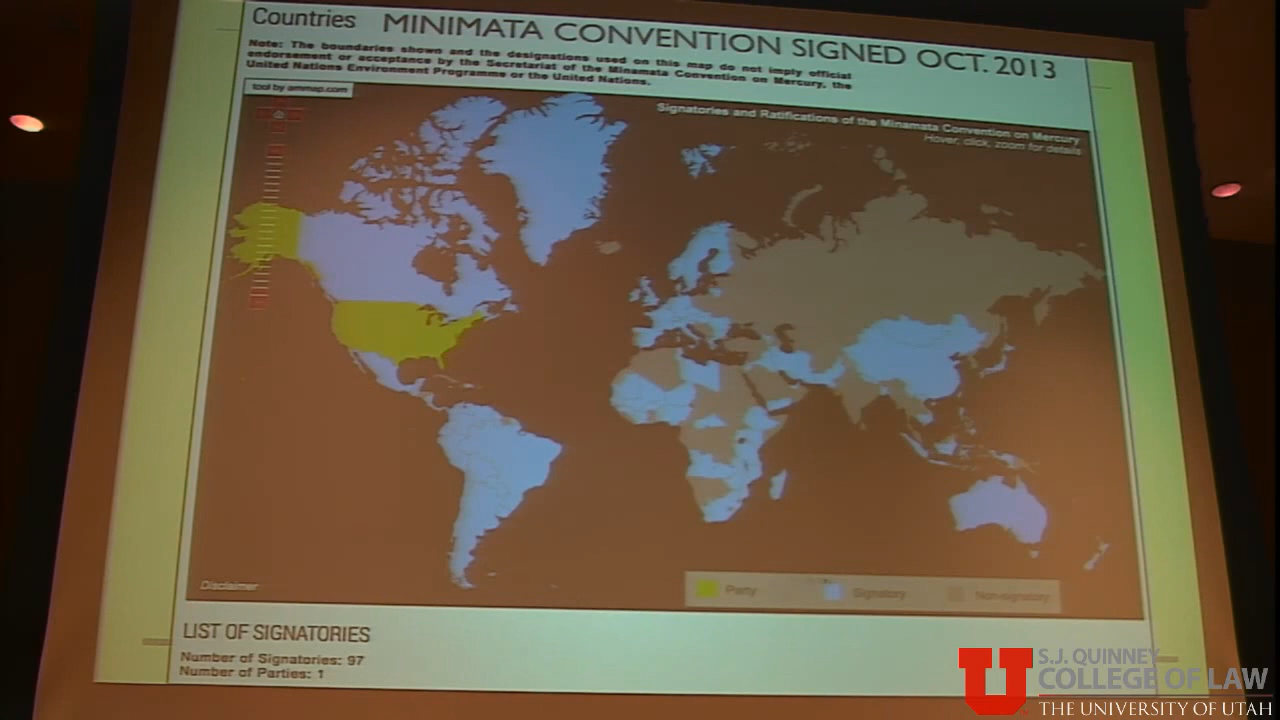 Countries MINIMATA CONVENTION SIGNED OCT. 2013
Note: The boundaries shown and the designations used on this map do not imply official
endorsement or acceptance by the Secretariat of the Minamata Convention on Mercury, the
United Nations Environment Programme or the United Nations.
tool by ammap.com
Signatories and Ratifications of the Minamata Convention on Mercury
Hover, click, zoom for details
Disclaimer
Party Signatory Non-signatory
LIST OF SIGNATORIES
Number of Signatories: 97
Number of Parties: 1
U
S.J. QUINNEY
COLLEGE OF LAW
THE UNIVERSITY OF UTAH